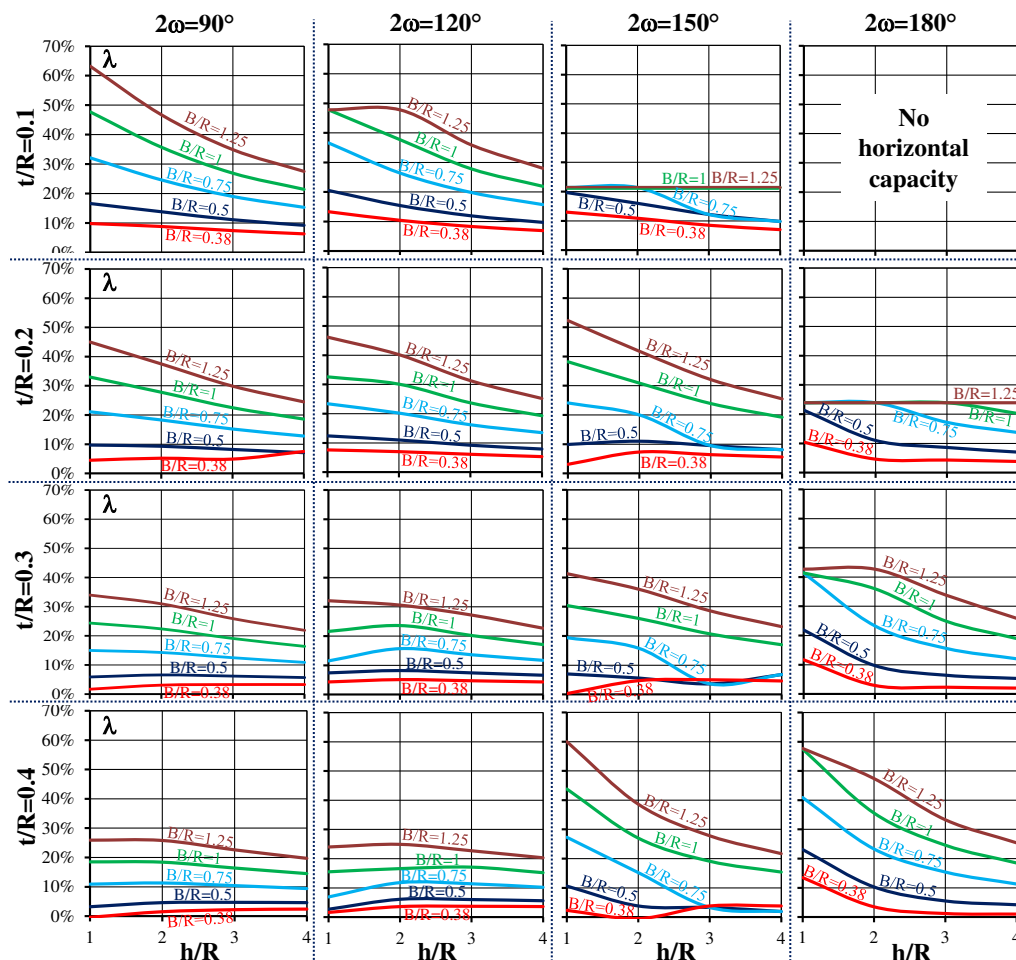 2ω=90° 2ω=120° 2ω=150° 2ω=180°
t/R=0.1
70%
60%
50%
40%
30%
20%
10%
0%
λ
B/R=1.25
B/R=1
B/R=0.75
B/R=0.5
B/R=0.38
B/R=1.25
B/R=1
B/R=0.75
B/R=0.5
B/R=0.38
B/R=1 B/R=1.25
B/R=0.75
B/R=0.5
B/R=0.38
No
horizontal
capacity
t/R=0.2
70%
60%
50%
40%
30%
20%
10%
0%
λ
B/R=1.25
B/R=1
B/R=0.75
B/R=0.5
B/R=0.38
B/R=1.25
B/R=1
B/R=0.75
B/R=0.5
B/R=0.38
B/R=1.25
B/R=1
B/R=0.75
B/R=0.5
B/R=0.38
B/R=1.25
B/R=1
B/R=0.75
B/R=0.5
B/R=0.38
t/R=0.3
70%
60%
50%
40%
30%
20%
10%
0%
λ
B/R=1.25
B/R=1
B/R=0.75
B/R=0.5
B/R=0.38
B/R=1.25
B/R=1
B/R=0.75
B/R=0.5
B/R=0.38
B/R=1.25
B/R=1
B/R=0.75
B/R=0.5
B/R=0.38
B/R=1.25
B/R=1
B/R=0.75
B/R=0.5
B/R=0.38
t/R=0.4
70%
60%
50%
40%
30%
20%
10%
0%
λ
B/R=1.25
B/R=1
B/R=0.75
B/R=0.5
B/R=0.38
B/R=1.25
B/R=1
B/R=0.75
B/R=0.5
B/R=0.38
B/R=1.25
B/R=1
B/R=0.75
B/R=0.5
B/R=0.38
B/R=1.25
B/R=1
B/R=0.75
B/R=0.5
B/R=0.38
1 2 3 4 1 2 3 4 1 2 3 4 1 2 3 4
h/R h/R h/R h/R